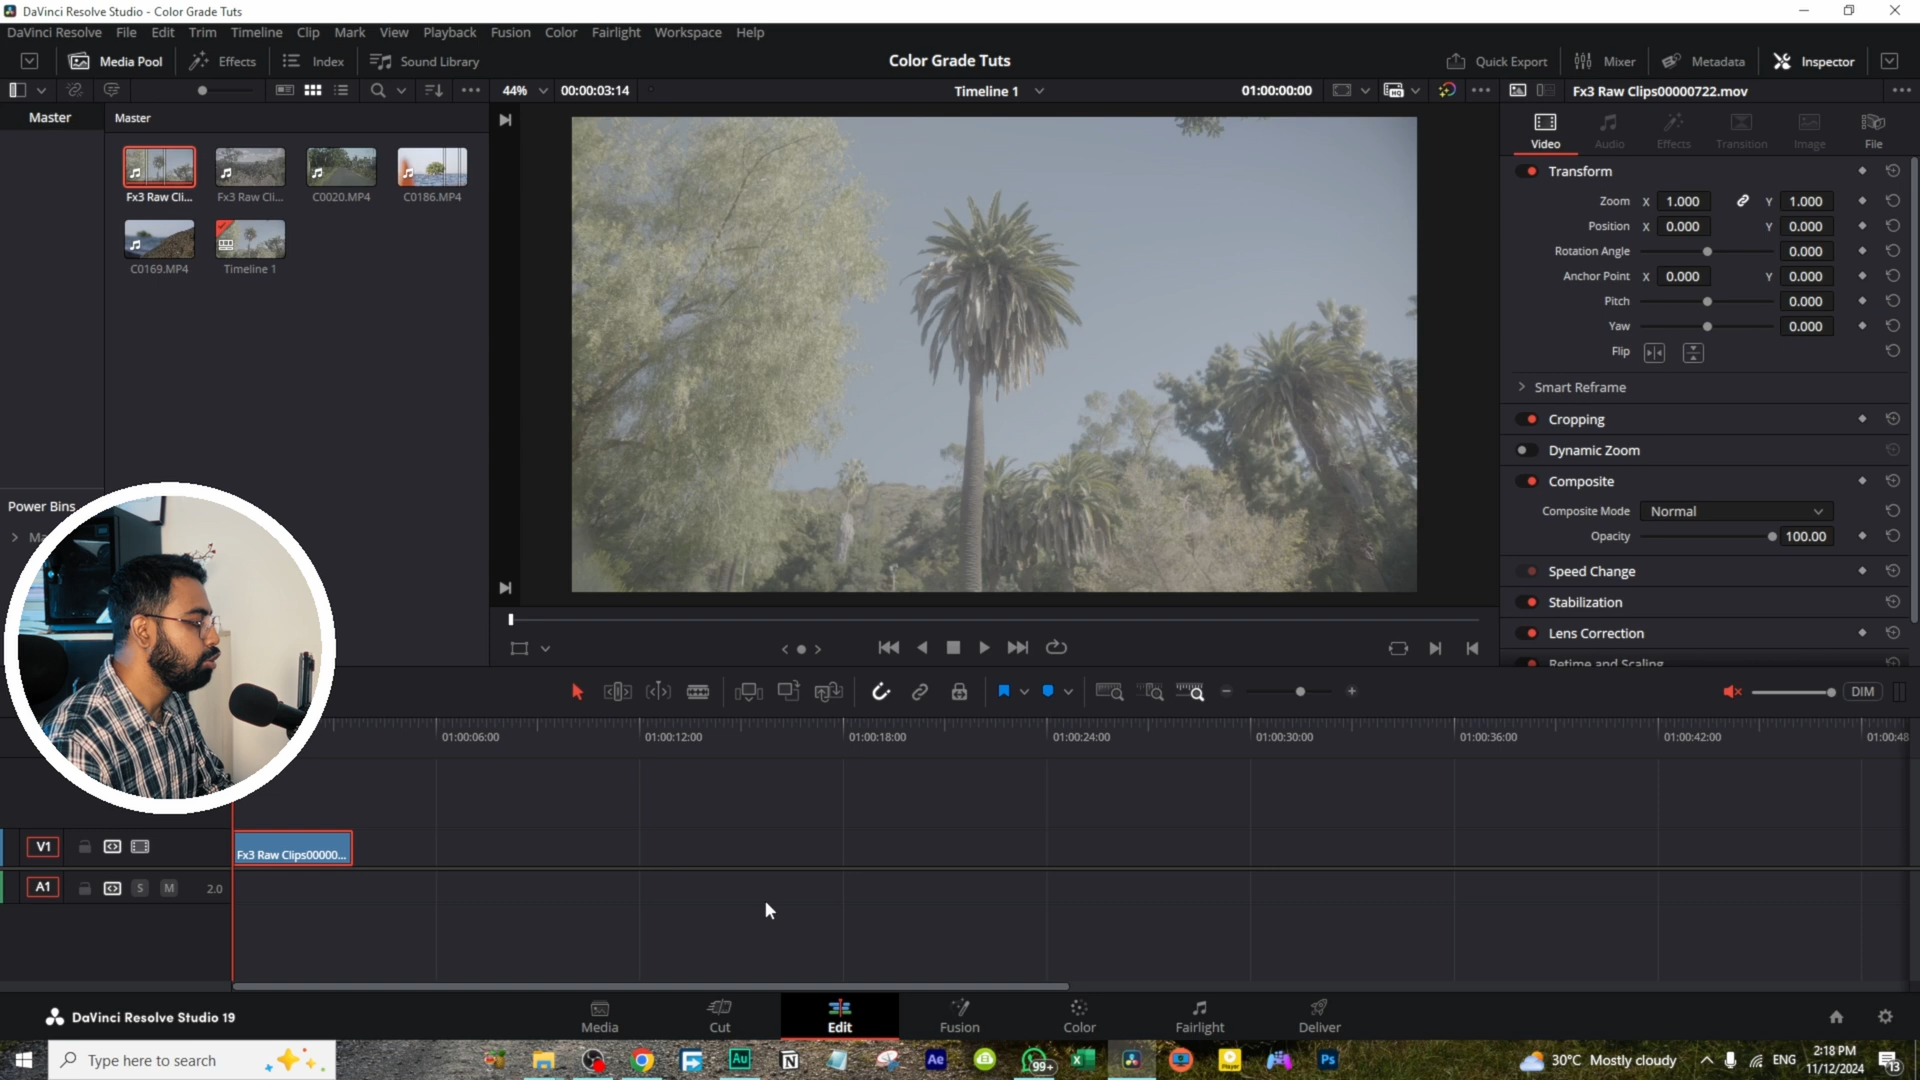 DaVinci Resolve Studio - Color Grade Tuts
DaVinci Resolve File Edit Trim Timeline Clip Mark View Playback Fusion Color Fairlight Workspace Help
Media Pool Effects Index Sound Library Color Grade Tuts Quick Export Mixer Metadata Inspector
44% 00:00:03:14 Timeline 1 01:00:00:00 Fx3 Raw Clips00000722.mov
Master Master
Video Audio Effects Transition Image File
Fx3 Raw Cli... Fx3 Raw Cli... C0020.MP4 C0186.MP4
C0169.MP4 Timeline 1
Transform
Zoom X 1.000 Y 1.000
Position X 0.000 Y 0.000
Rotation Angle 0.000
Anchor Point X 0.000 Y 0.000
Pitch 0.000
Yaw 0.000
Flip
Smart Reframe
Cropping
Dynamic Zoom
Composite
Composite Mode Normal
Opacity 100.00
Speed Change
Stabilization
Lens Correction
Retime and Scaling
Power Bins
DIM
01:00:06:00 01:00:12:00 01:00:18:00 01:00:24:00 01:00:30:00 01:00:36:00 01:00:42:00 01:00:48
V1 Fx3 Raw Clips00000...
A1 S M 2.0
DaVinci Resolve Studio 19
Media Cut Edit Fusion Color Fairlight Deliver
Type here to search
Au Ae 99+ Player Ps
30°C Mostly cloudy ENG 2:18 PM
11/12/2024 13